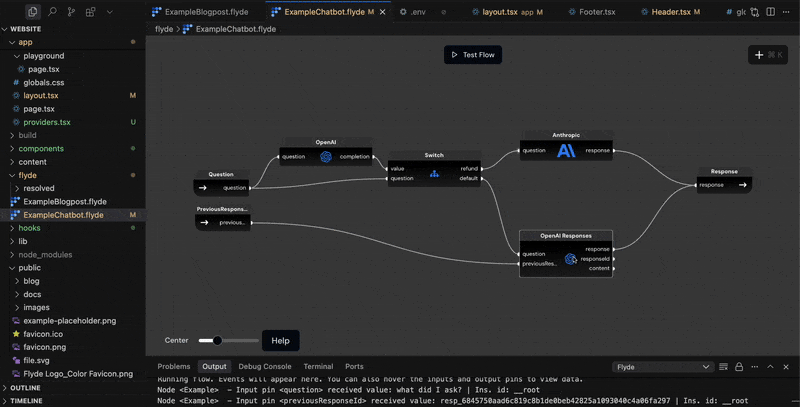 ExampleBlogpost.flyde
ExampleChatbot.flyde M
.env
layout.tsx app M
Footer.tsx
Header.tsx M
WEBSITE
app
playground
page.tsx
globals.css
layout.tsx M
page.tsx
providers.tsx U
build
components
content
flyde
resolved
ExampleBlogpost.flyde
ExampleChatbot.flyde M
hooks
lib
node_modules
public
blog
docs
images
example-placeholder.png
favicon.ico
favicon.png
file.svg
Flyde Logo_Color Favicon.png
OUTLINE
TIMELINE
flyde > ExampleChatbot.flyde
Test Flow
+ ⌘ K
OpenAI
question completion
Switch
value refund
question default
Anthropic
question response
Question
question
PreviousRespon...
previous...
Response
response
OpenAI Responses
response
question responseId
previousRes...
content
Center
Help
Problems Output Debug Console Terminal Ports
Flyde
Running flow. Events will appear here. You can also hover the inputs and output pins to view data.
Node <Example> - Input pin <question> received value: what did I ask? | Ins. id: __root
Node <Example> - Input pin <previousResponseId> received value: resp_6845750aad6c819c8b1de0beb42825a1093040c4a06fa297 | Ins. id: __root